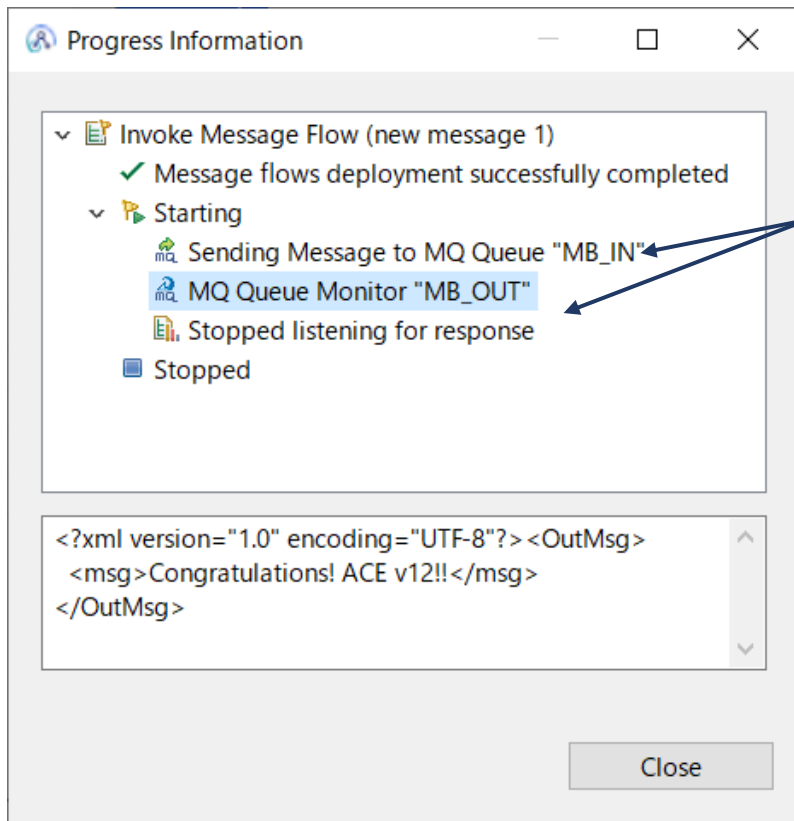 Progress Information
Invoke Message Flow (new message 1)
Message flows deployment successfully completed
Starting
Sending Message to MQ Queue "MB_IN"
MQ Queue Monitor "MB_OUT"
Stopped listening for response
Stopped
<?xml version="1.0" encoding="UTF-8"?><OutMsg>
<msg>Congratulations! ACE v12!!</msg>
</OutMsg>
Close